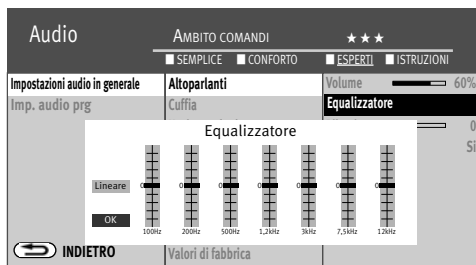 Audio
AMBITO COMANDI
★★★
SEMPLICE CONFORTO ESPERTI ISTRUZIONI
Impostazioni audio in generale Altoparlanti Volume 60%
Imp. audio prg Cuffia Equalizzatore
0
Si
Equalizzatore
Lineare 0 0 0 0 0 0 0
OK
100Hz 200Hz 500Hz 1,2kHz 3kHz 7,5kHz 12kHz
INDIETRO Valori di fabbrica